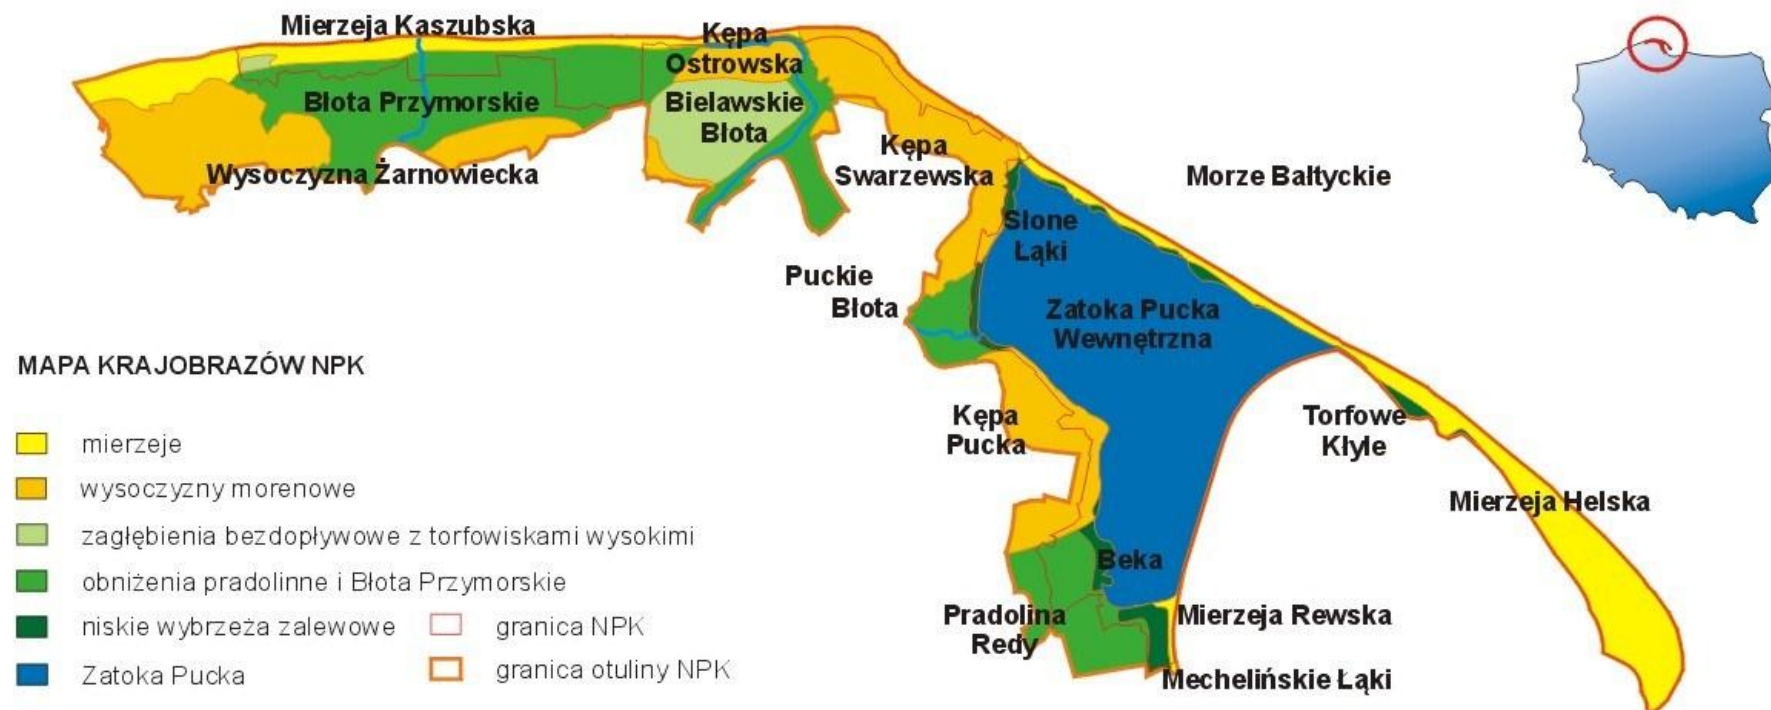 Mierzeja Kaszubska
Kępa
Ostrowska
Błota Przymorskie
Bielawskie
Błota
Wysoczyzna Żarnowiecka
Kępa
Swarzewska
Morze Bałtyckie
Słone
Łąki
Puckie
Błota
Zatoka Pucka
Wewnętrzna
MAPA KRAJOBRAZÓW NPK
Kępa
Pucka
Torfowe
Kłyle
Mierzeja Helska
mierzeje
wysoczyzny morenowe
zagłębienia bezdopływowe z torfowiskami wysokimi
obniżenia pradolinne i Błota Przymorskie
niskie wybrzeża zalewowe
granica NPK
Zatoka Pucka
granica otuliny NPK
Beka
Pradolina
Redy
Mierzeja Rewska
Mechelińskie Łąki